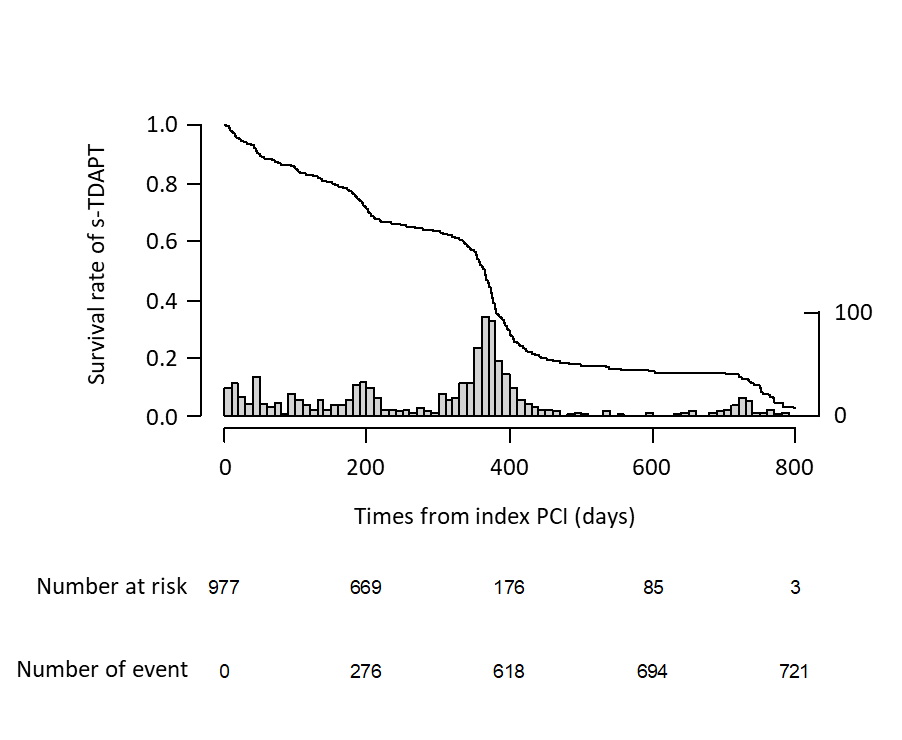 1.0
0.8
0.6
0.4
0.2
0.0
Survival rate of s-TDAPT
100
0
0 200 400 600 800
Times from index PCI (days)
Number at risk 977 669 176 85 3
Number of event 0 276 618 694 721